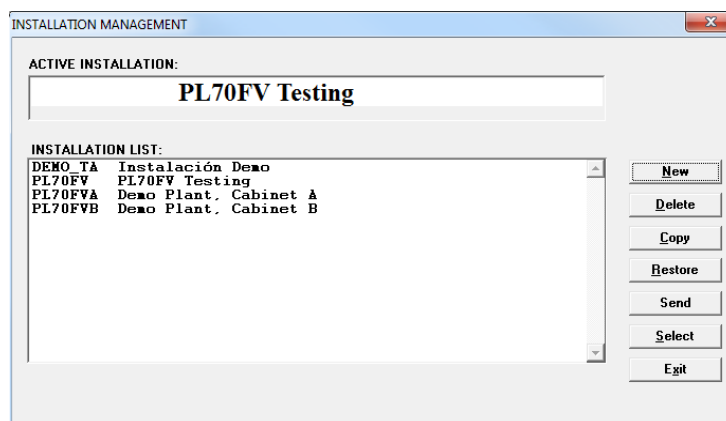 INSTALLATION MANAGEMENT
ACTIVE INSTALLATION:
PL70FV Testing
INSTALLATION LIST:
DEMO_TA Instalación Demo
PL70FV PL70FV Testing
PL70FVA Demo Plant, Cabinet A
PL70FVB Demo Plant, Cabinet B
New
Delete
Copy
Restore
Send
Select
Exit